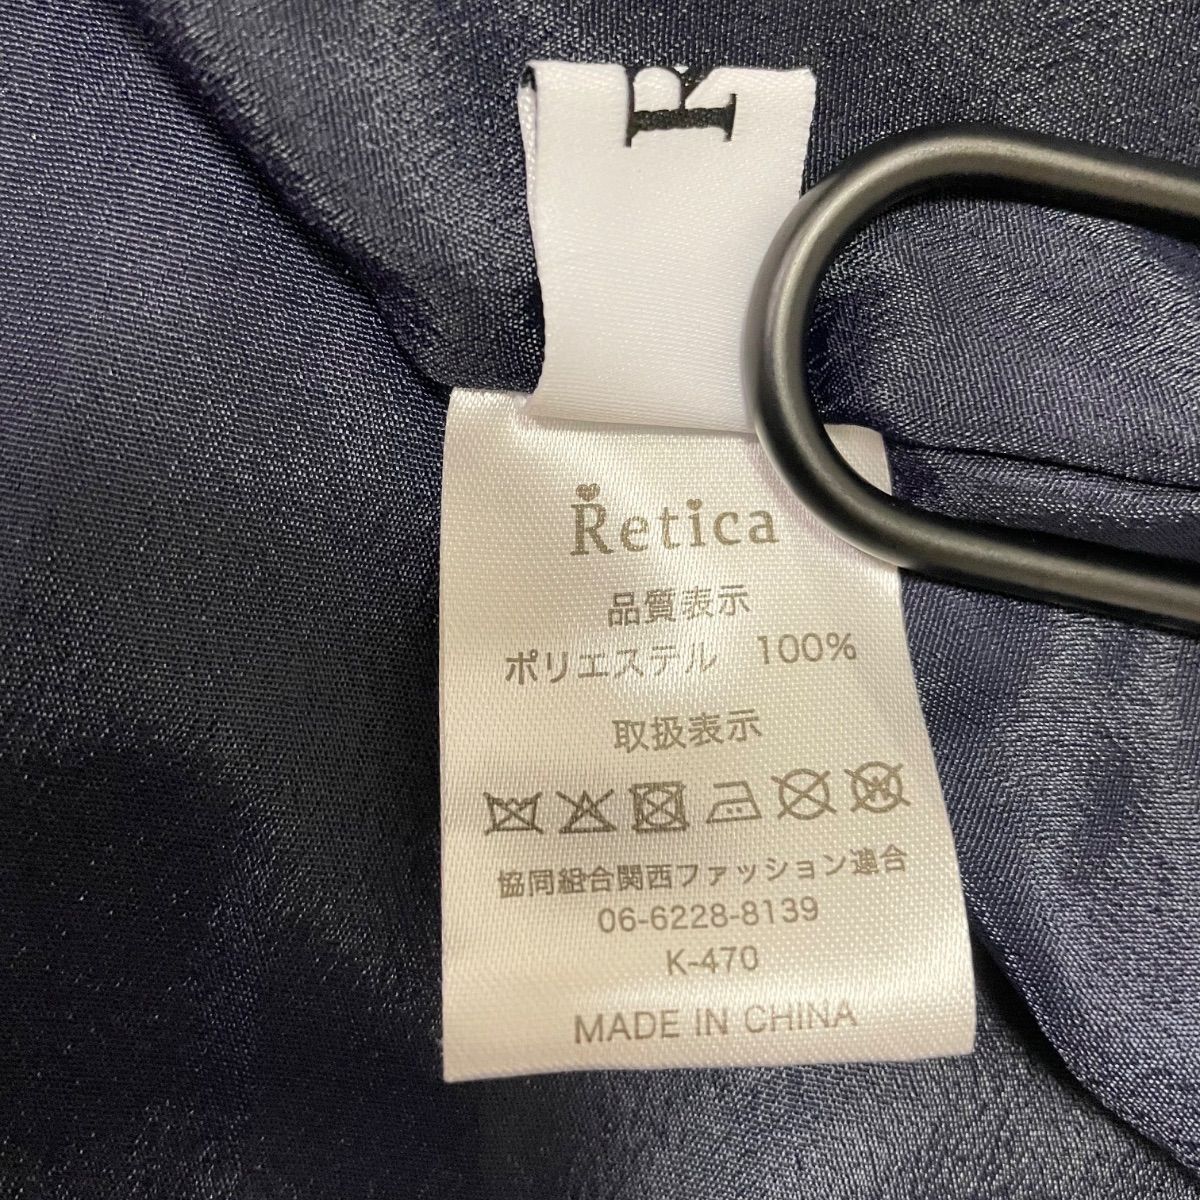 R
Retica
品質表示
ポリエステル 100%
取扱表示
協同組合関西ファッション連合
06-6228-8139
K-470
MADE IN CHINA